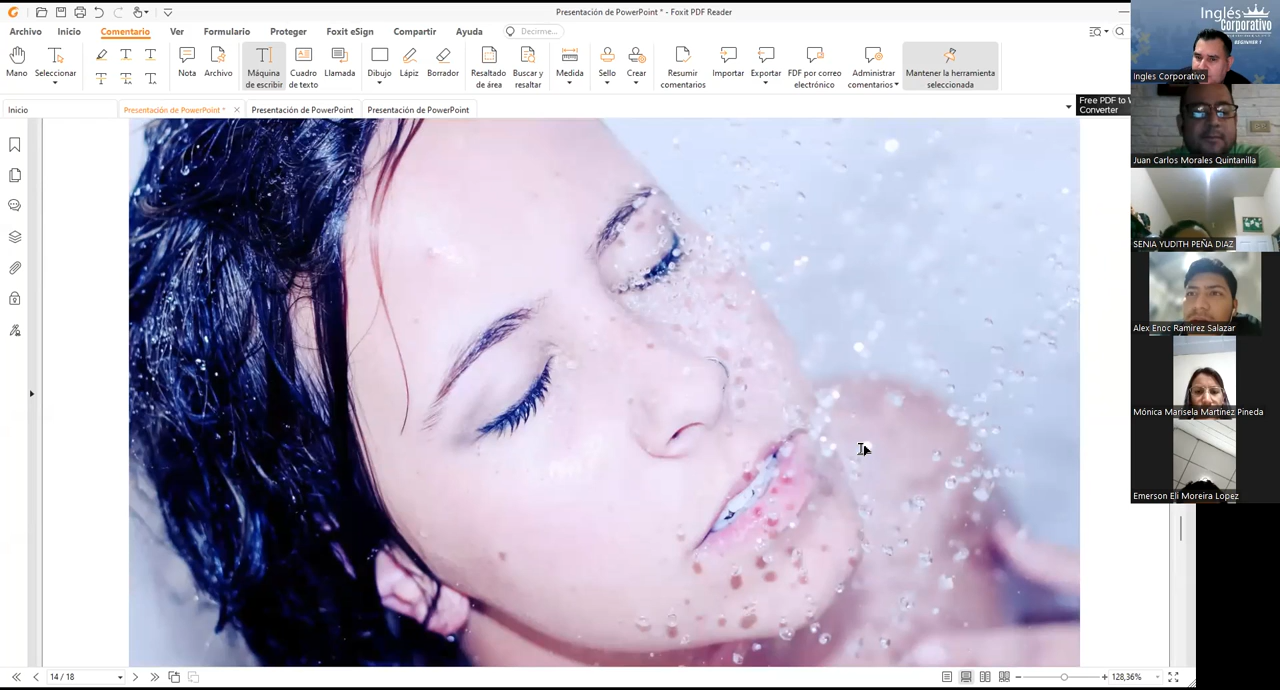 Presentación de PowerPoint * - Foxit PDF Reader
Archivo Inicio Comentario Ver Formulario Proteger Foxit eSign Compartir Ayuda Decirme...
Mano
Seleccionar
Nota
Archivo
Máquina de escribir
Cuadro de texto
Llamada
Dibujo
Lápiz
Borrador
Resaltado de área
Buscar y resaltar
Medida
Sello
Crear
Resumir comentarios
Importar
Exportar
PDF por correo electrónico
Administrar comentarios
Mantener la herramienta seleccionada
Inicio
Presentación de PowerPoint *
Presentación de PowerPoint
Presentación de PowerPoint
Free PDF to
Converter
Inglés
Corporativo
BEGINNER 1
Ingles Corporativo
Juan Carlos Morales Quintanilla
SENIA YUDITH PEÑA DIAZ
Alex Enoc Ramirez Salazar
Mónica Marisela Martínez Pineda
Emerson Eli Moreira Lopez
14 / 18
128,36%